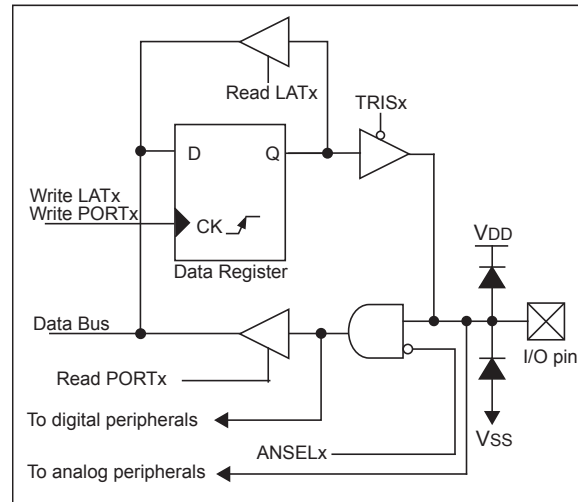 Read LATx
TRISx
D
Q
Write LATx
Write PORTx
CK
Data Register
VDD
Data Bus
I/O pin
Read PORTx
To digital peripherals
ANSELx
VSS
To analog peripherals